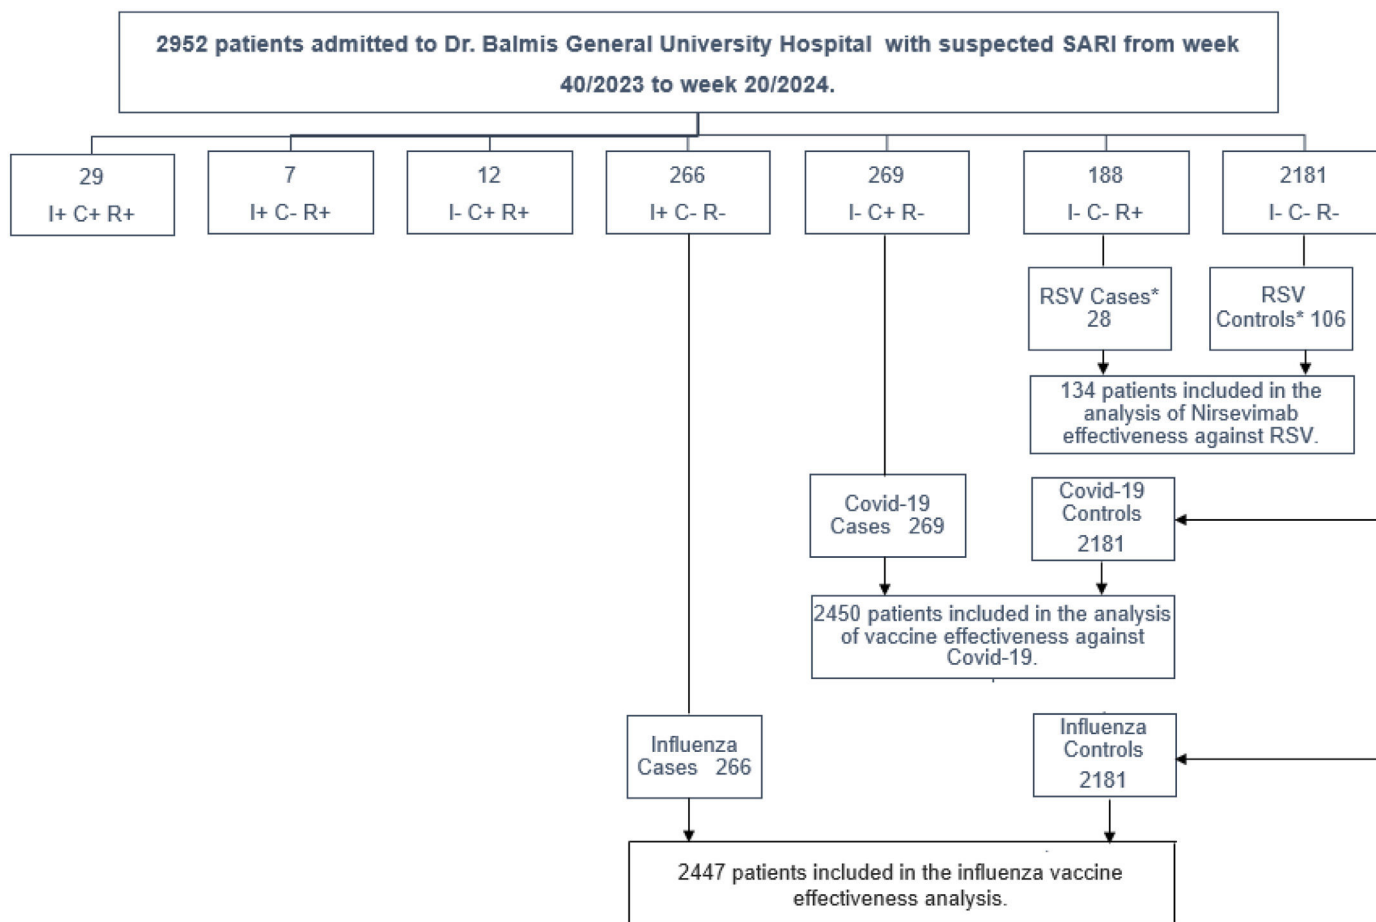 2952 patients admitted to Dr. Balmis General University Hospital with suspected SARI from week
40/2023 to week 20/2024.
29
I+ C+ R+
7
I+ C- R+
12
I- C+ R+
266
I+ C- R-
269
I- C+ R-
188
I- C- R+
2181
I- C- R-
RSV Cases*
28
RSV
Controls* 106
134 patients included in the
analysis of Nirsevimab
effectiveness against RSV.
Covid-19
Cases 269
Covid-19
Controls
2181
2450 patients included in the analysis
of vaccine effectiveness against
Covid-19.
Influenza
Cases 266
Influenza
Controls
2181
2447 patients included in the influenza vaccine
effectiveness analysis.